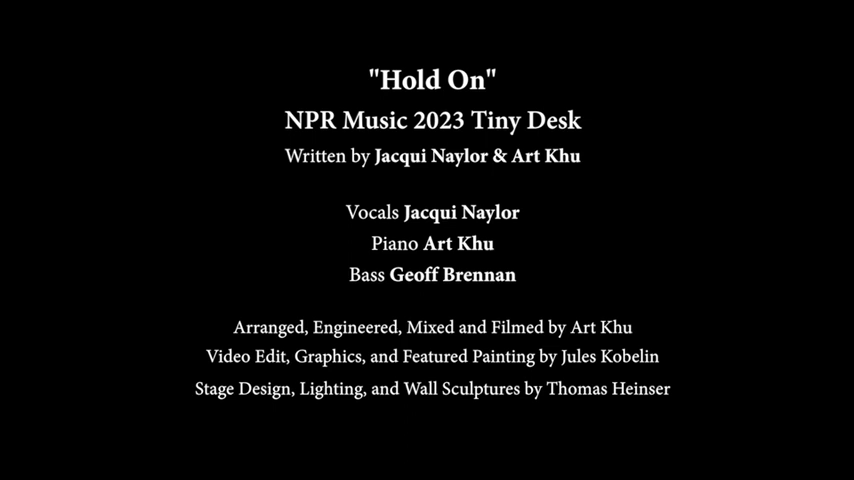 "Hold On"
NPR Music 2023 Tiny Desk
Written by Jacqui Naylor & Art Khu
Vocals Jacqui Naylor
Piano Art Khu
Bass Geoff Brennan
Arranged, Engineered, Mixed and Filmed by Art Khu
Video Edit, Graphics, and Featured Painting by Jules Kobelin
Stage Design, Lighting, and Wall Sculptures by Thomas Heinser